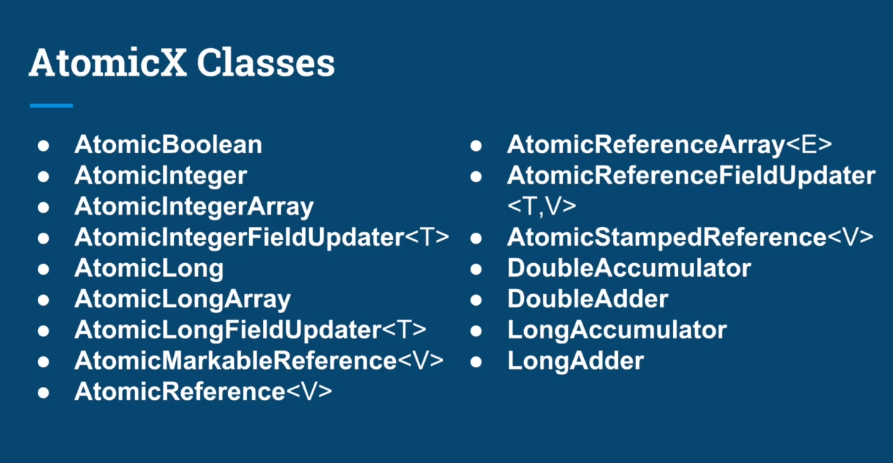 AtomicX Classes
● AtomicBoolean
● AtomicInteger
● AtomicIntegerArray
● AtomicIntegerFieldUpdater<T>
● AtomicLong
● AtomicLongArray
● AtomicLongFieldUpdater<T>
● AtomicMarkableReference<V>
● AtomicReference<V>
● AtomicReferenceArray<E>
● AtomicReferenceFieldUpdater
<T,V>
● AtomicStampedReference<V>
● DoubleAccumulator
● DoubleAdder
● LongAccumulator
● LongAdder